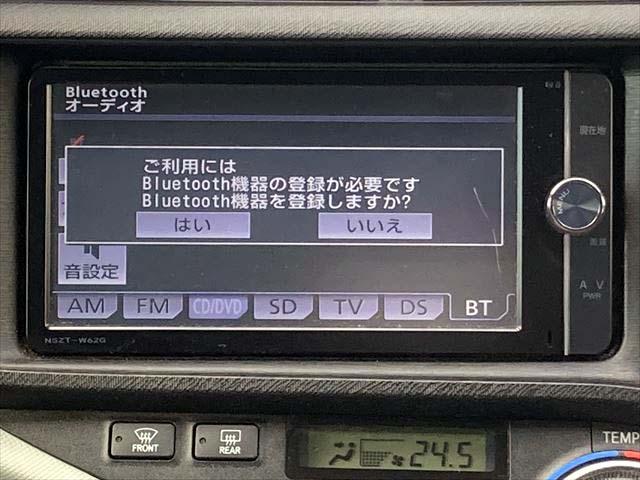 Bluetooth
オーディオ
ご利用には
Bluetooth機器の登録が必要です
Bluetooth機器を登録しますか?
はい
いいえ
音設定
AM
FM
CD/DVD
SD
TV
DS
BT
NSZT-W62G
現在地
MENU
画質
A V
PWR
FRONT
REAR
24.5
TEMP